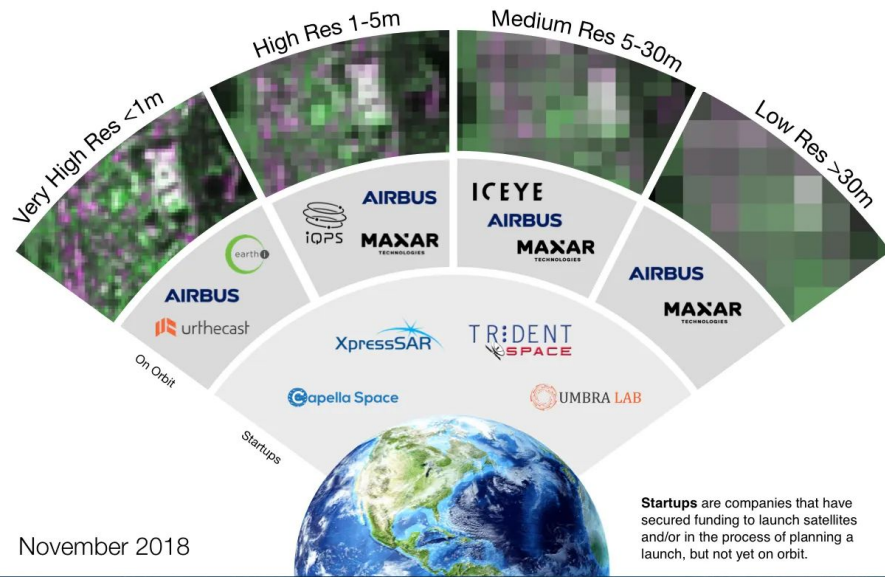 Very High Res <1m
High Res 1-5m
Medium Res 5-30m
Low Res >30m
earth i
AIRBUS
urthecast
iQPS
AIRBUS
MAXAR
TECHNOLOGIES
ICEYE
AIRBUS
MAXAR
TECHNOLOGIES
AIRBUS
MAXAR
TECHNOLOGIES
On Orbit
XpressSAR
TRIDENT
SPACE
Capella Space
UMBRA LAB
Startups
Startups are companies that have
secured funding to launch satellites
and/or in the process of planning a
launch, but not yet on orbit.
November 2018